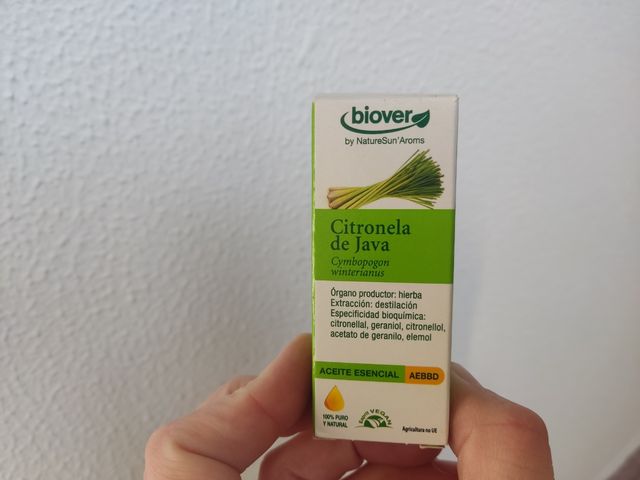 biover
by NatureSun'Aroms
Citronela
de Java
Cymbopogon
winterianus
Órgano productor: hierba
Extracción: destilación
Especificidad bioquímica:
citronellal, geraniol, citronellol,
acetato de geranilo, elemol
ACEITE ESENCIAL AEBBD
100% PURO
Y NATURAL
VEGAN
Agricultura no UE